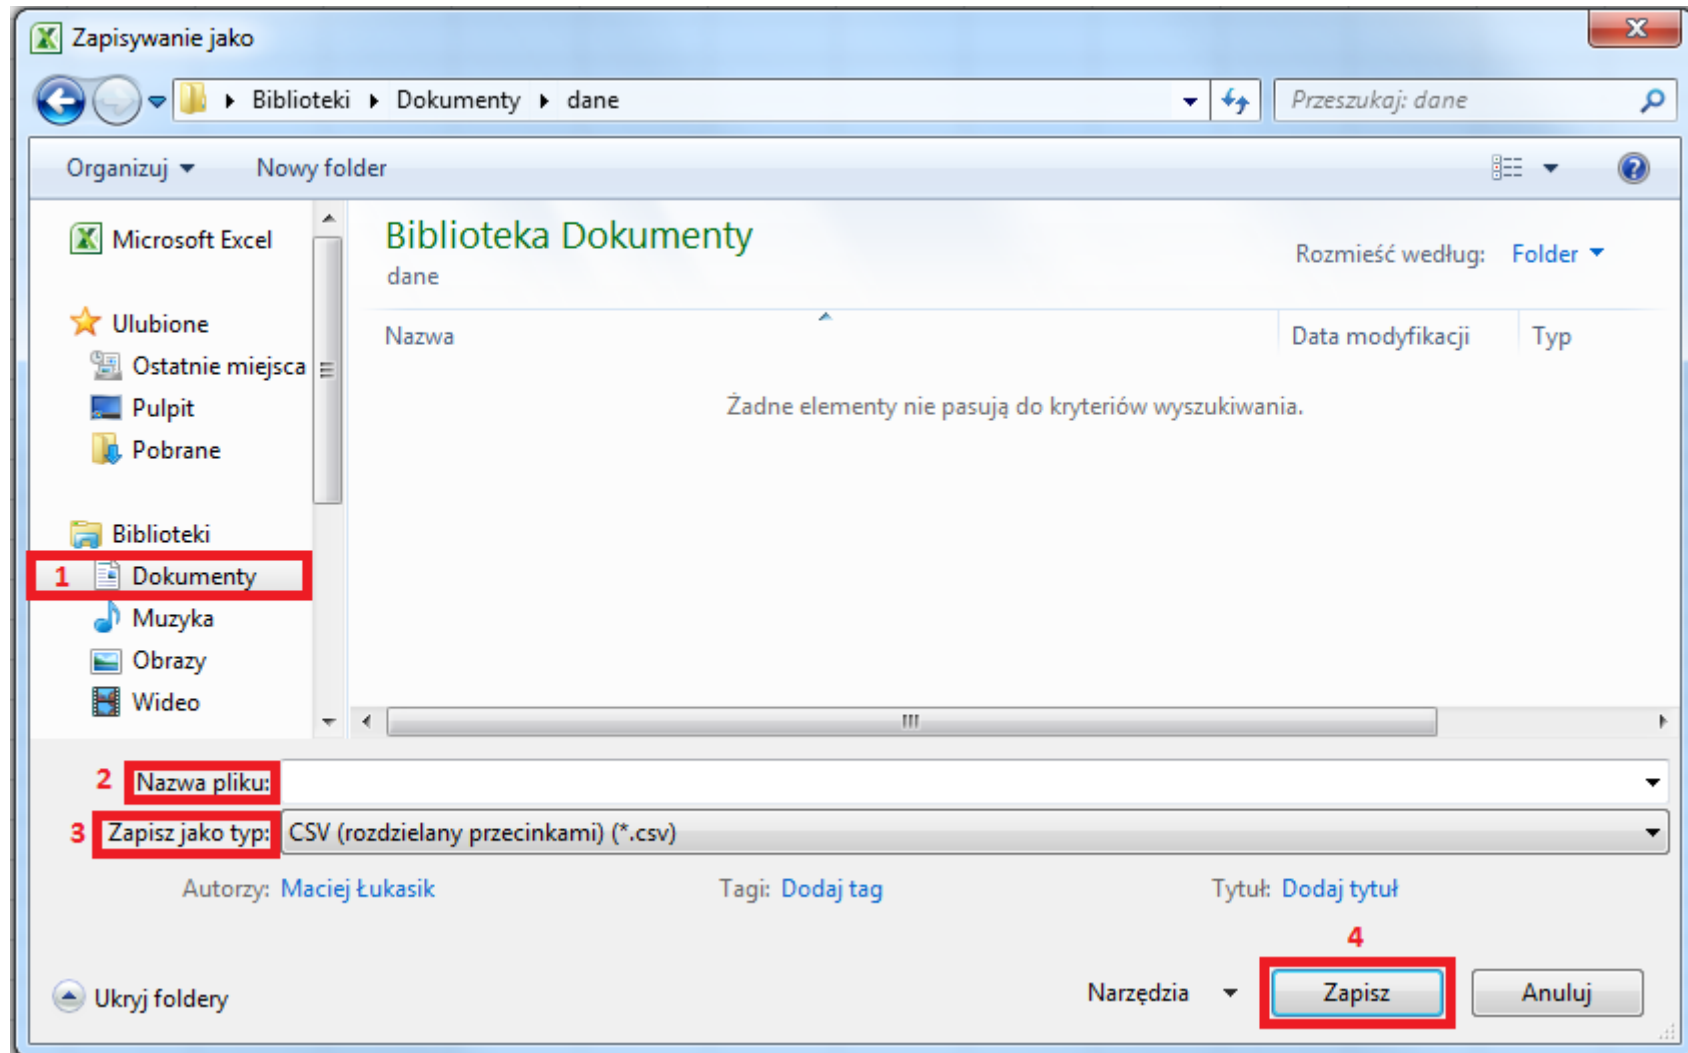 Zapisywanie jako
Biblioteki Dokumenty dane
Przeszukaj: dane
Organizuj Nowy folder
Microsoft Excel
Ulubione
Ostatnie miejsca
Pulpit
Pobrane
Biblioteki
1 Dokumenty
Muzyka
Obrazy
Wideo
Biblioteka Dokumenty
dane
Rozmieść według: Folder
Nazwa Data modyfikacji Typ
Żadne elementy nie pasują do kryteriów wyszukiwania.
2 Nazwa pliku:
3 Zapisz jako typ: CSV (rozdzielany przecinkami) (*.csv)
Autorzy: Maciej Łukasik Tagi: Dodaj tag Tytuł: Dodaj tytuł
4
Ukryj foldery Narzędzia Zapisz Anuluj